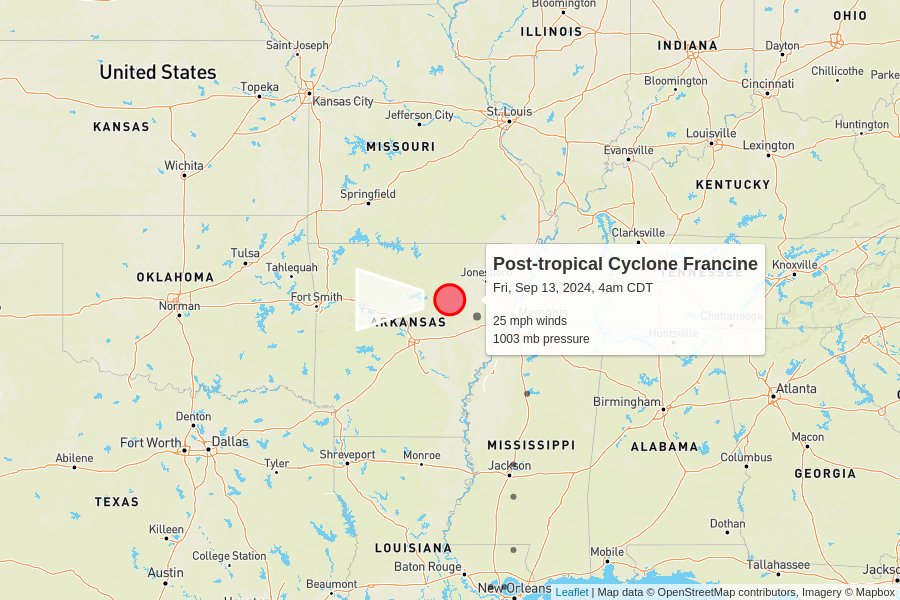 Bloomington
ILLINOIS
OHIO
Saint Joseph
INDIANA
Dayton
United States
Chillicothe
Parke
Topeka
Kansas City
Bloomington
Cincinnati
Jefferson City
St. Louis
KANSAS
Huntington
MISSOURI
Evansville
Louisville
Lexington
Wichita
KENTUCKY
Springfield
Clarksville
Tulsa
Tahlequah
Jones
Post-tropical Cyclone Francine
TENNESSEE
Knoxville
OKLAHOMA
Fri, Sep 13, 2024, 4am CDT
Fort Smith
Norman
ARKANSAS
Memphis
Chattanooga
25 mph winds
Huntsville
1003 mb pressure
Atlanta
Birmingham
Denton
Fort Worth
Dallas
MISSISSIPPI
ALABAMA
Macon
Abilene
Tyler
Shreveport
Monroe
Jackson
Columbus
GEORGIA
TEXAS
Killeen
Dothan
LOUISIANA
College Station
Mobile
Austin
Baton Rouge
Tallahassee
Jackso
Beaumont
New Orleans
Leaflet | Map data © OpenStreetMap contributors, Imagery © Mapbox